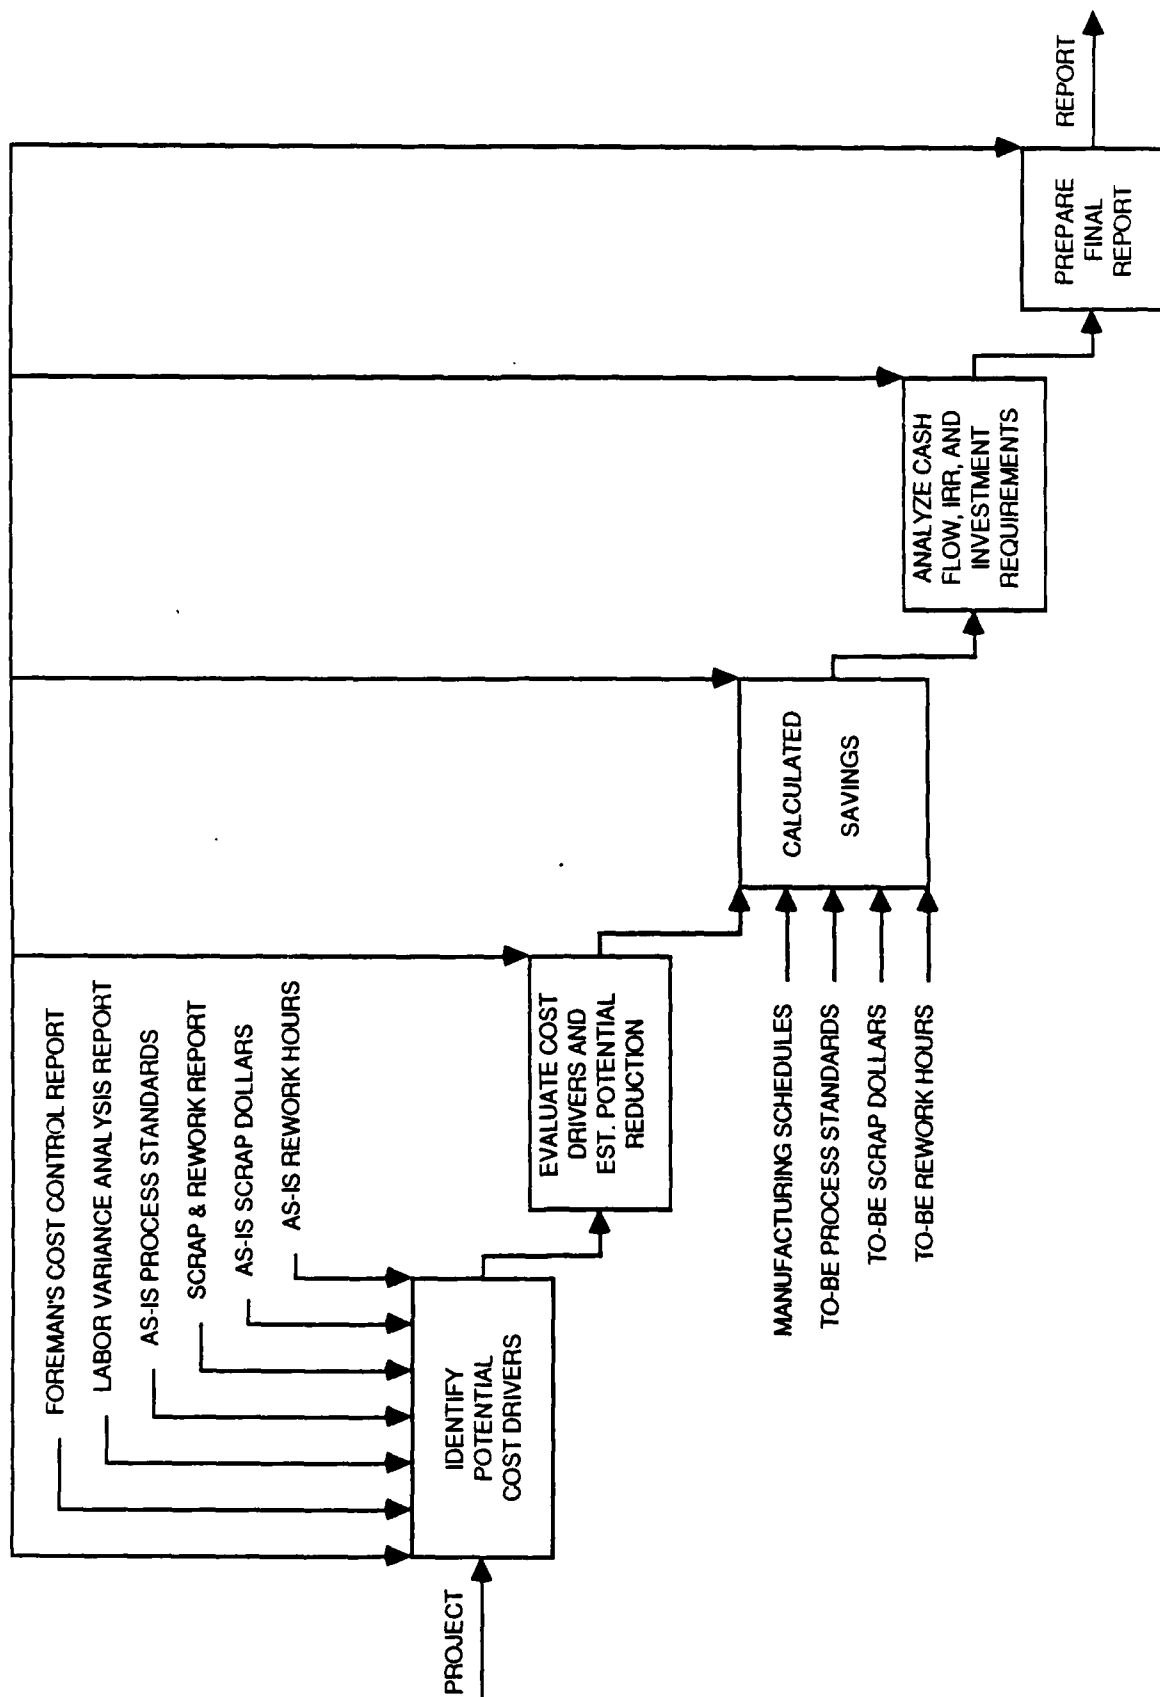 FOREMAN'S COST CONTROL REPORT
LABOR VARIANCE ANALYSIS REPORT
AS-IS PROCESS STANDARDS
SCRAP & REWORK REPORT
AS-IS SCRAP DOLLARS
AS-IS REWORK HOURS
PROJECT
IDENTIFY
POTENTIAL
COST DRIVERS
EVALUATE COST
DRIVERS AND
EST. POTENTIAL
REDUCTION
MANUFACTURING SCHEDULES
TO-BE PROCESS STANDARDS
TO-BE SCRAP DOLLARS
TO-BE REWORK HOURS
CALCULATED
SAVINGS
ANALYZE CASH
FLOW, IRR, AND
INVESTMENT
REQUIREMENTS
PREPARE
FINAL
REPORT
REPORT